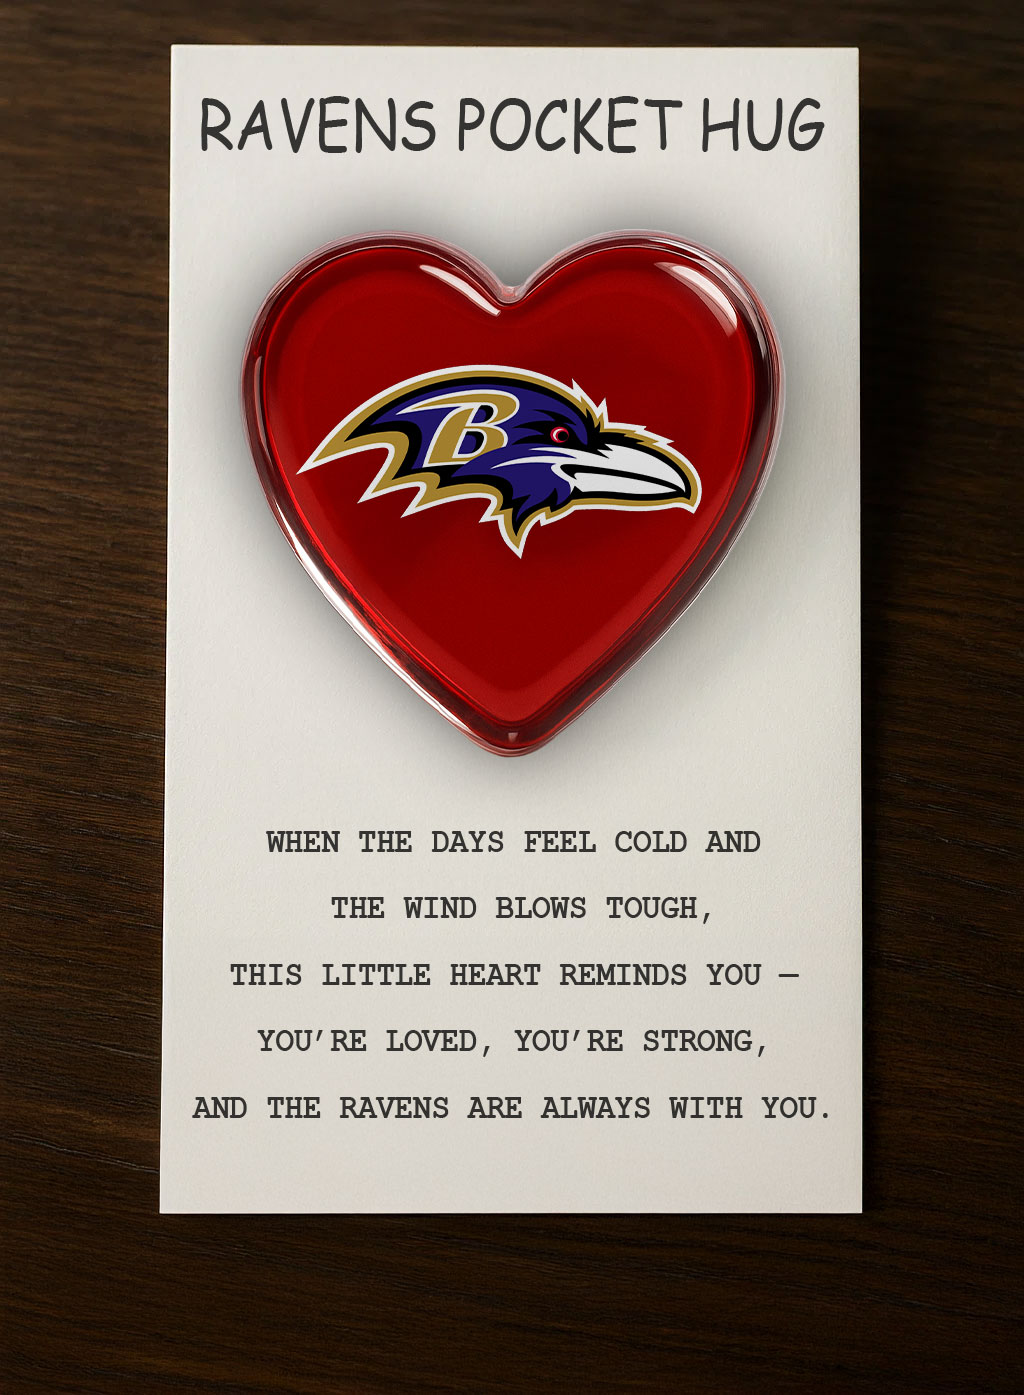 RAVENS POCKET HUG
B
WHEN THE DAYS FEEL COLD AND
THE WIND BLOWS TOUGH,
THIS LITTLE HEART REMINDS YOU —
YOU’RE LOVED, YOU’RE STRONG,
AND THE RAVENS ARE ALWAYS WITH YOU.